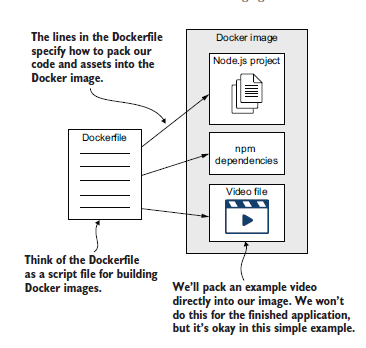 The lines in the Dockerfile
specify how to pack our
code and assets into the
Docker image.
Docker image
Node.js project
Dockerfile
npm
dependencies
Video file
Think of the Dockerfile
as a script file for building
Docker images.
We'll pack an example video
directly into our image. We won't
do this for the finished application,
but it's okay in this simple example.